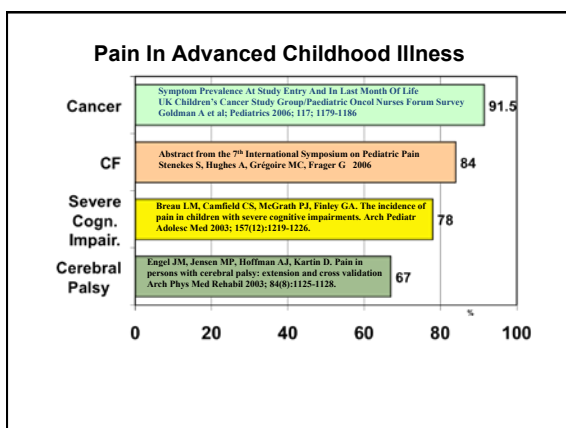 Pain In Advanced Childhood Illness
Cancer
Symptom Prevalence At Study Entry And In Last Month Of Life
UK Children's Cancer Study Group/Paediatric Oncol Nurses Forum Survey
Goldman A et al; Pediatrics 2006; 117; 1179-1186
91.5
CF
Abstract from the 7th International Symposium on Pediatric Pain
Stenekes S, Hughes A, Grégoire MC, Frager G 2006
84
Severe
Cogn.
Impair.
Breau LM, Camfield CS, McGrath PJ, Finley GA. The incidence of
pain in children with severe cognitive impairments. Arch Pediatr
Adolesc Med 2003; 157(12):1219-1226.
78
Cerebral
Palsy
Engel JM, Jensen MP, Hoffman AJ, Kartin D. Pain in
persons with cerebral palsy: extension and cross validation
Arch Phys Med Rehabil 2003; 84(8):1125-1128.
67
%
0 20 40 60 80 100